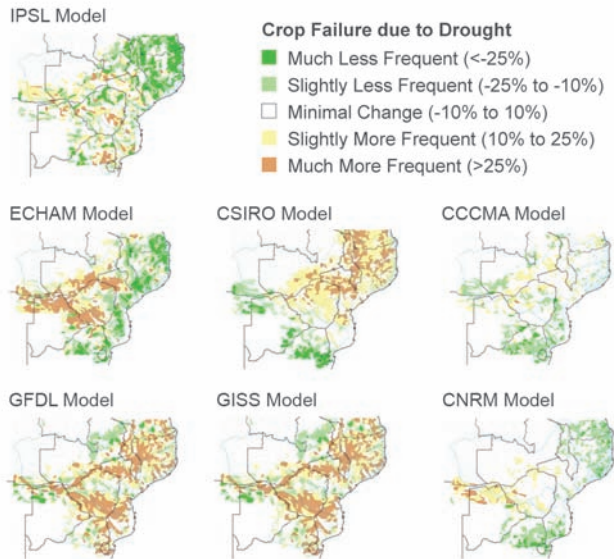 IPSL Model
Crop Failure due to Drought
Much Less Frequent (<-25%)
Slightly Less Frequent (-25% to -10%)
Minimal Change (-10% to 10%)
Slightly More Frequent (10% to 25%)
Much More Frequent (>25%)
ECHAM Model
CSIRO Model
CCCMA Model
GFDL Model
GISS Model
CNRM Model